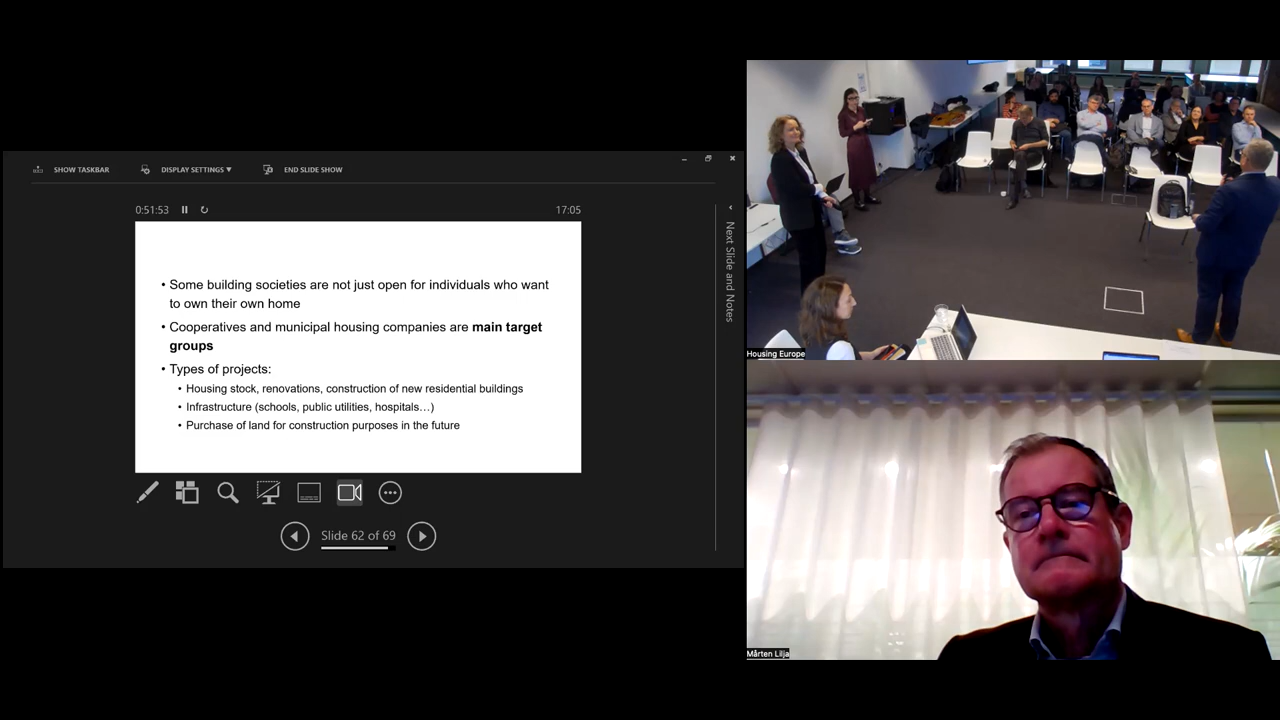 SHOW TASKBAR
DISPLAY SETTINGS ▼
END SLIDE SHOW
0:51:53
17:05
• Some building societies are not just open for individuals who want
to own their own home
• Cooperatives and municipal housing companies are main target
groups
• Types of projects:
• Housing stock, renovations, construction of new residential buildings
• Infrastructure (schools, public utilities, hospitals…)
• Purchase of land for construction purposes in the future
Slide 62 of 69
Next Slide and Notes
Housing Europe
Mårten Lilja